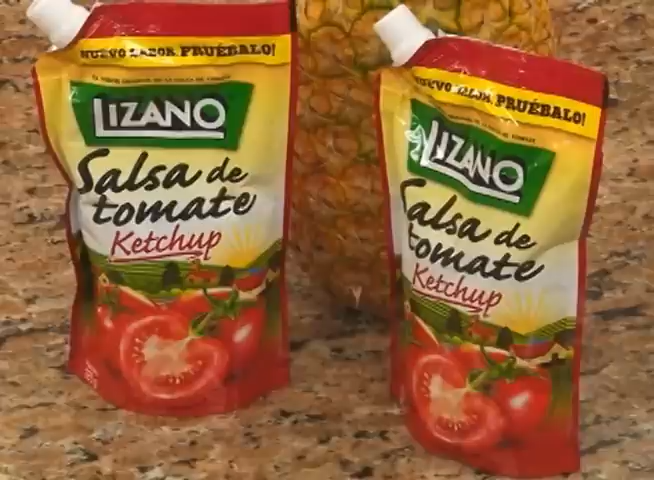 NUEVO SABOR, PRUÉBALO!
LIZANO
Salsa de
tomate
Ketchup
NUEVO SABOR, PRUÉBALO!
LIZANO
Salsa de
tomate
Ketchup